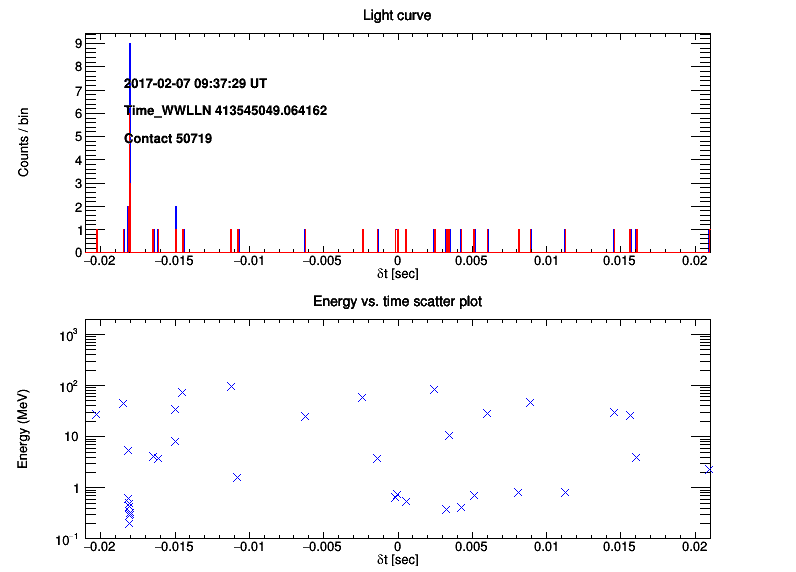 Light curve
Counts / bin
9
8
7
6
5
4
3
2
1
0
2017-02-07 09:37:29 UT
Time_WWLLN 413545049.064162
Contact 50719
−0.02 −0.015 −0.01 −0.005 0 0.005 0.01 0.015 0.02
δt [sec]
Energy vs. time scatter plot
Energy (MeV)
10³
10²
10
1
10⁻¹
−0.02 −0.015 −0.01 −0.005 0 0.005 0.01 0.015 0.02
δt [sec]